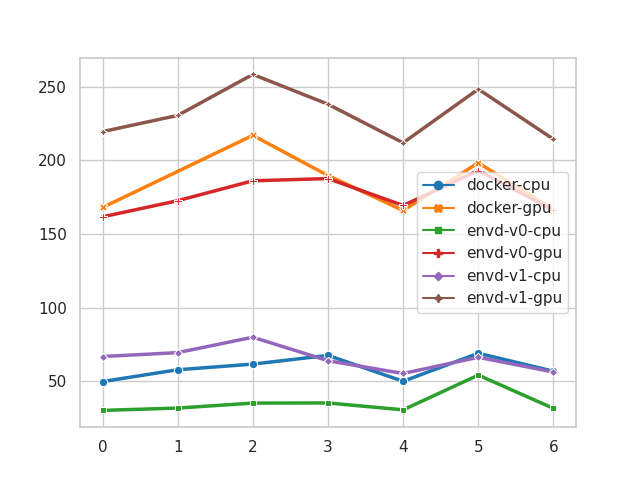 250
200
150
100
50
0 1 2 3 4 5 6
docker-cpu
docker-gpu
envd-v0-cpu
envd-v0-gpu
envd-v1-cpu
envd-v1-gpu